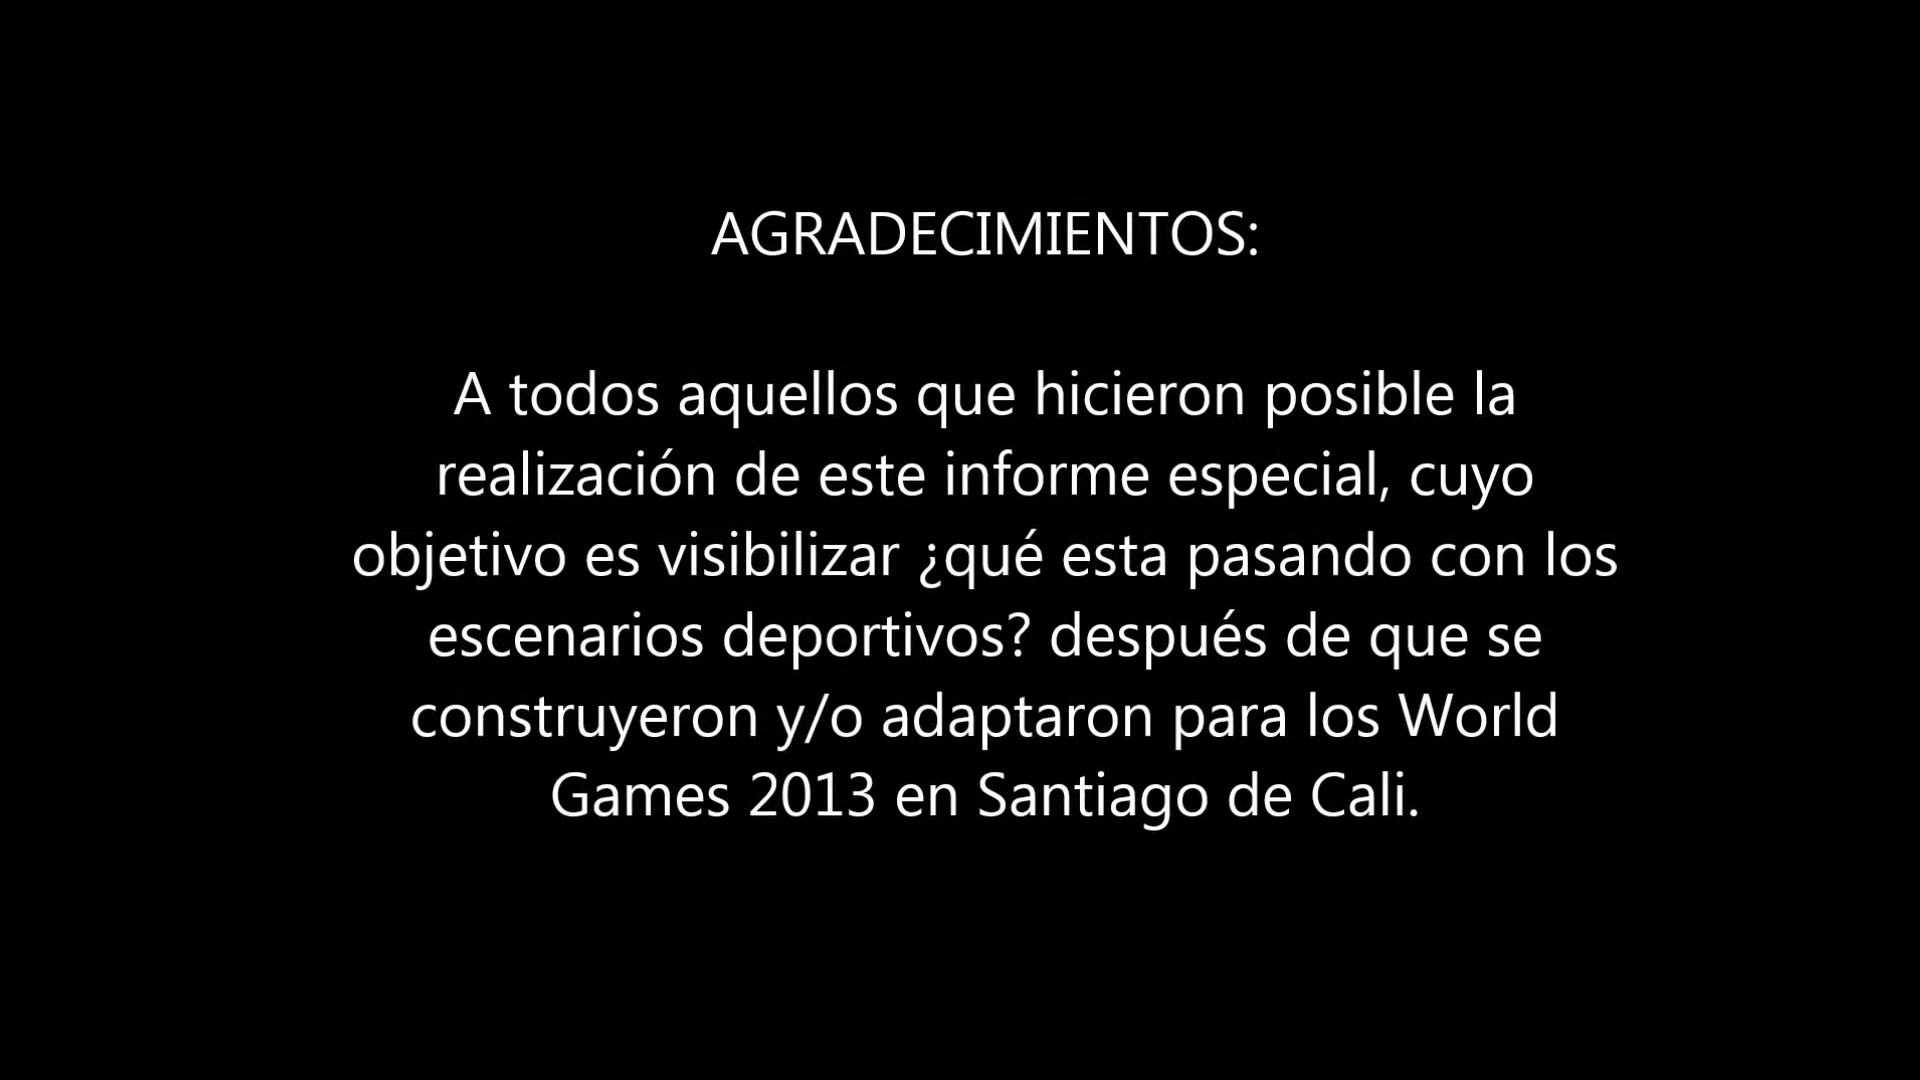 AGRADECIMIENTOS:
A todos aquellos que hicieron posible la
realización de este informe especial, cuyo
objetivo es visibilizar ¿qué esta pasando con los
escenarios deportivos? después de que se
construyeron y/o adaptaron para los World
Games 2013 en Santiago de Cali.